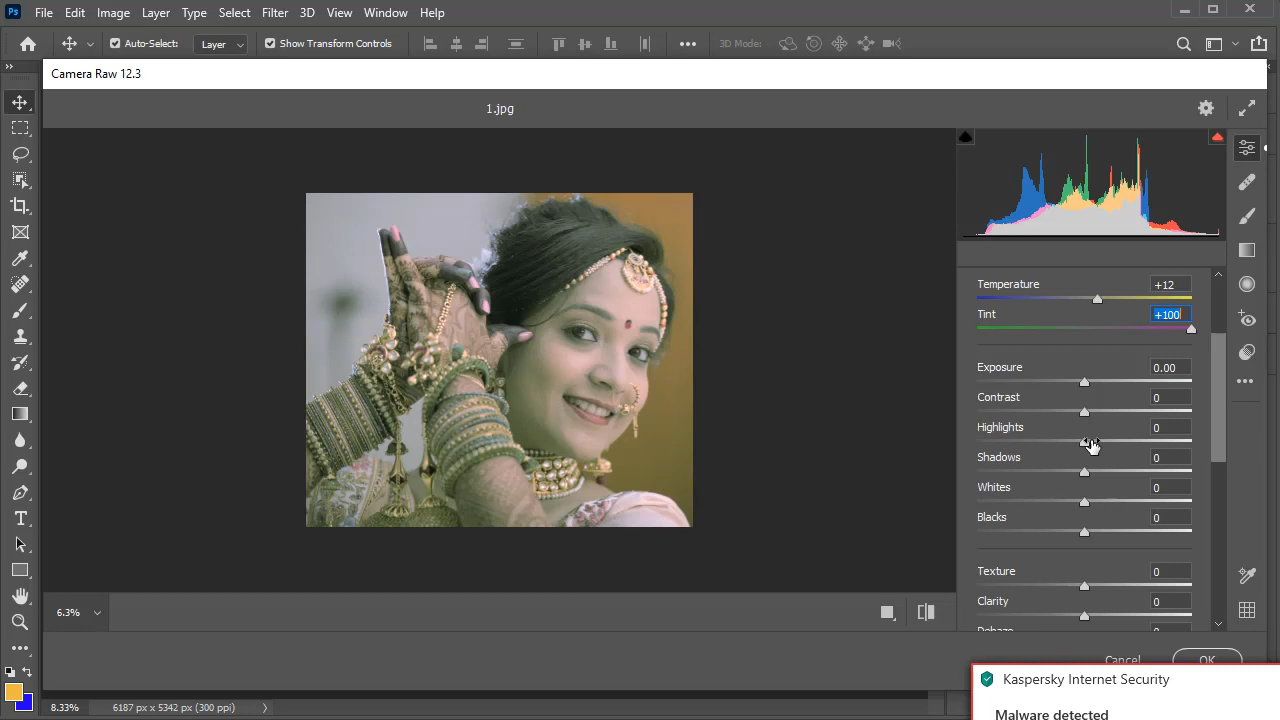 Ps File Edit Image Layer Type Select Filter 3D View Window Help
Auto-Select: Layer Show Transform Controls 3D Mode:
Camera Raw 12.3
1.jpg
Temperature +12
Tint +100
Exposure 0.00
Contrast 0
Highlights 0
Shadows 0
Whites 0
Blacks 0
Texture 0
Clarity 0
Dehaze 0
6.3%
Cancel OK
Kaspersky Internet Security
8.33% 6187 px x 5342 px (300 ppi)
Malware detected